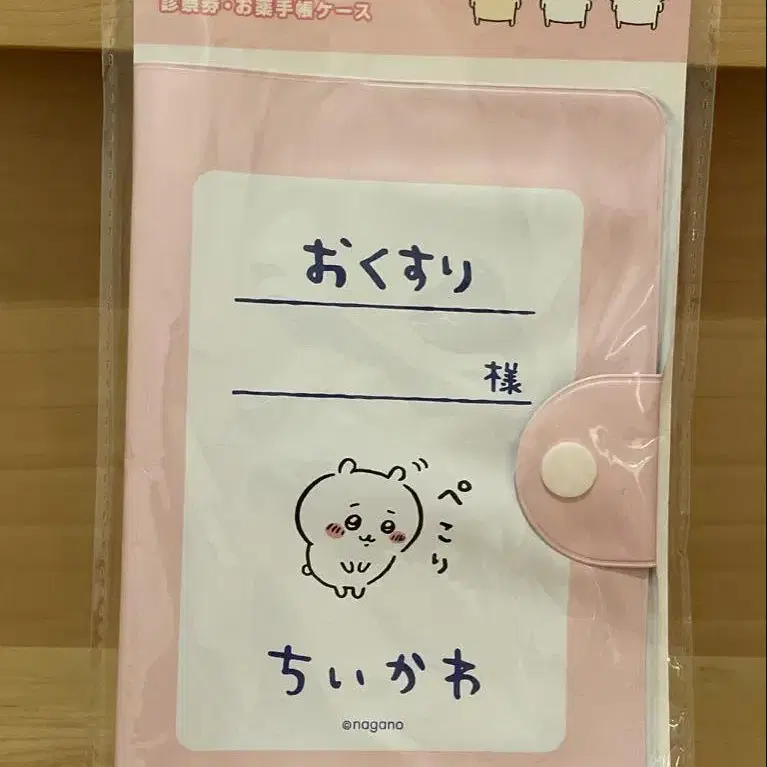 診察券・お薬手帳ケース
おくすり
様
ぺこり
ちいかわ
©nagano